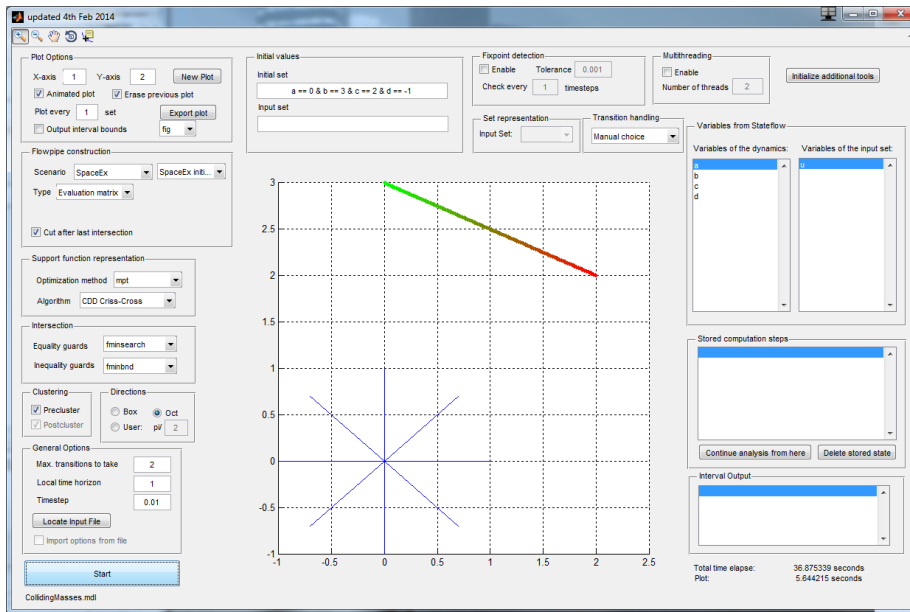 updated 4th Feb 2014
Plot Options
X-axis 1 Y-axis 2 New Plot
Animated plot Erase previous plot
Plot every 1 set Export plot
Output interval bounds fig
Flowpipe construction
Scenario SpaceEx SpaceEx initi...
Type Evaluation matrix
Cut after last intersection
Support function representation
Optimization method mpt
Algorithm CDD Criss-Cross
Intersection
Equality guards fminsearch
Inequality guards fminbnd
Clustering
Precluster
Postcluster
Directions
Box Oct
User: pi/ 2
General Options
Max. transitions to take 2
Local time horizon 1
Timestep 0.01
Locate Input File
Import options from file
Start
CollidingMasses.mdl
Initial values
Initial set
a == 0 & b == 3 & c == 2 & d == -1
Input set
Fixpoint detection
Enable Tolerance 0.001
Check every 1 timesteps
Multithreading
Enable
Number of threads 2
Initialize additional tools
Set representation
Input Set:
Transition handling
Manual choice
3
2.5
2
1.5
1
0.5
0
-0.5
-1
-1 -0.5 0 0.5 1 1.5 2 2.5
Variables from Stateflow
Variables of the dynamics: Variables of the input set:
a u
b
c
d
Stored computation steps
Continue analysis from here Delete stored state
Interval Output
Total time elapse: 36.875339 seconds
Plot: 5.644215 seconds